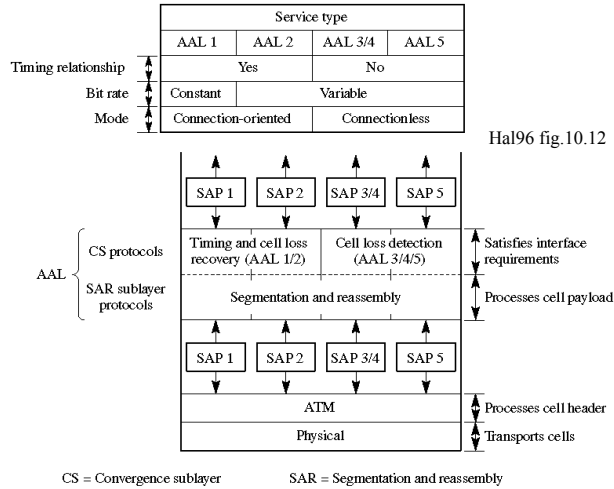 Service type
AAL 1 AAL 2 AAL 3/4 AAL 5
Timing relationship Yes No
Bit rate Constant Variable
Mode Connection-oriented Connectionless
Hal96 fig.10.12
SAP 1 SAP 2 SAP 3/4 SAP 5
AAL
CS protocols
Timing and cell loss
recovery (AAL 1/2)
Cell loss detection
(AAL 3/4/5)
Satisfies interface
requirements
SAR sublayer
protocols
Segmentation and reassembly
Processes cell payload
SAP 1 SAP 2 SAP 3/4 SAP 5
ATM Processes cell header
Physical Transports cells
CS = Convergence sublayer SAR = Segmentation and reassembly